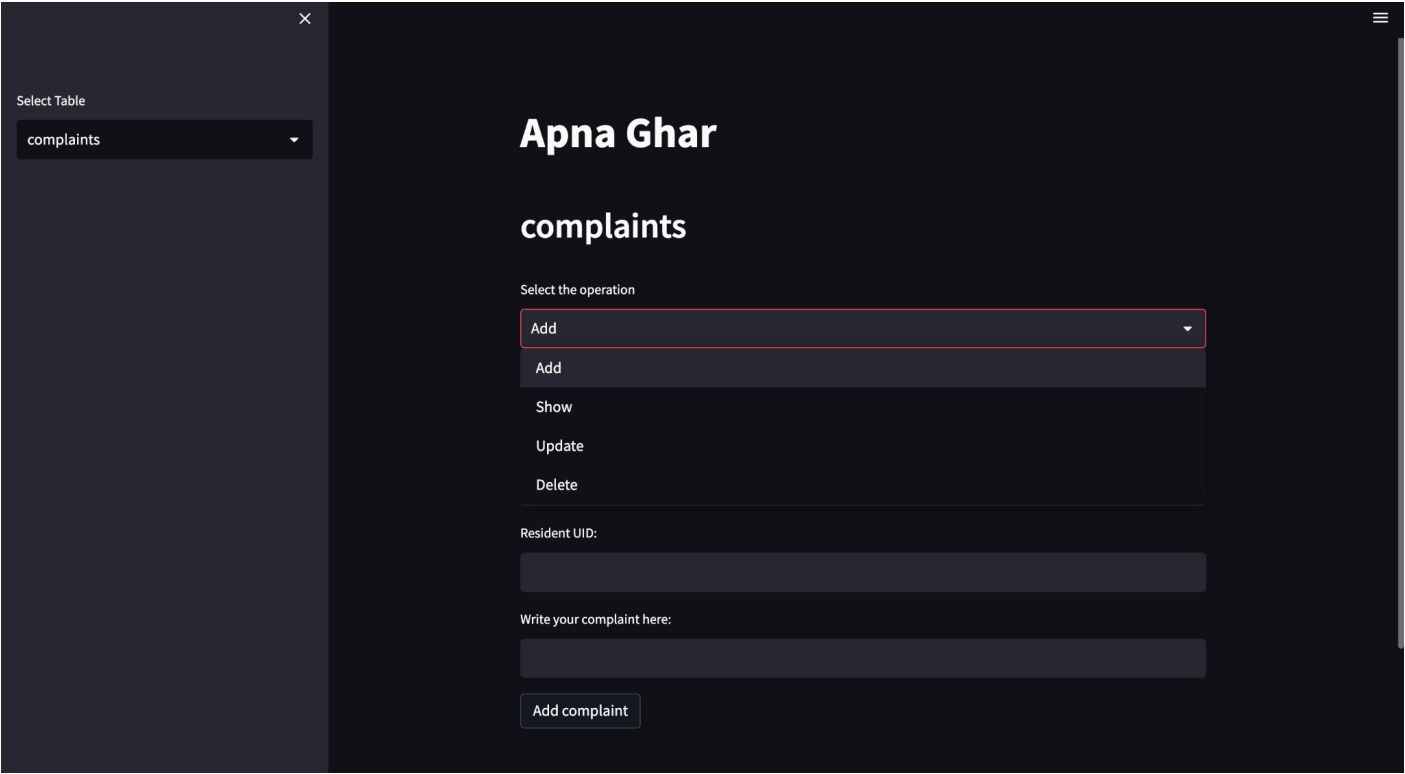 Select Table
complaints
Apna Ghar
complaints
Select the operation
Add
Add
Show
Update
Delete
Resident UID:
Write your complaint here:
Add complaint